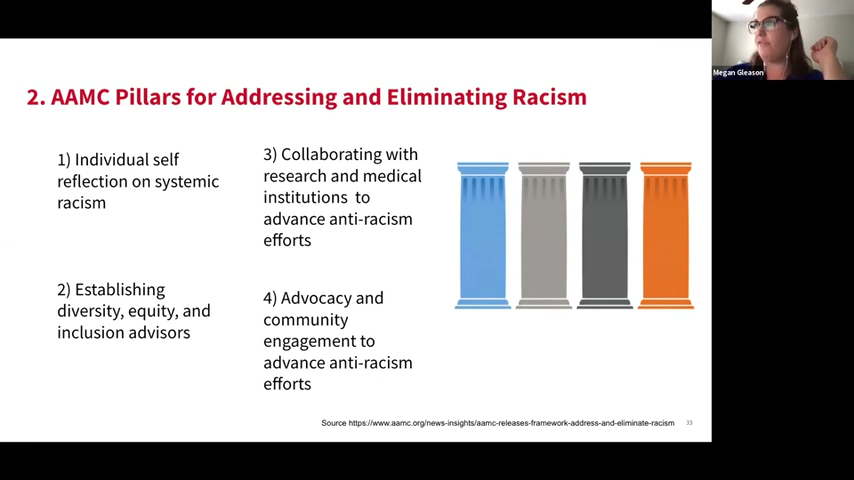 Megan Gleason
2. AAMC Pillars for Addressing and Eliminating Racism
1) Individual self
reflection on systemic
racism
2) Establishing
diversity, equity, and
inclusion advisors
3) Collaborating with
research and medical
institutions to
advance anti-racism
efforts
4) Advocacy and
community
engagement to
advance anti-racism
efforts
Source https://www.aamc.org/news-insights/aamc-releases-framework-address-and-eliminate-racism
33